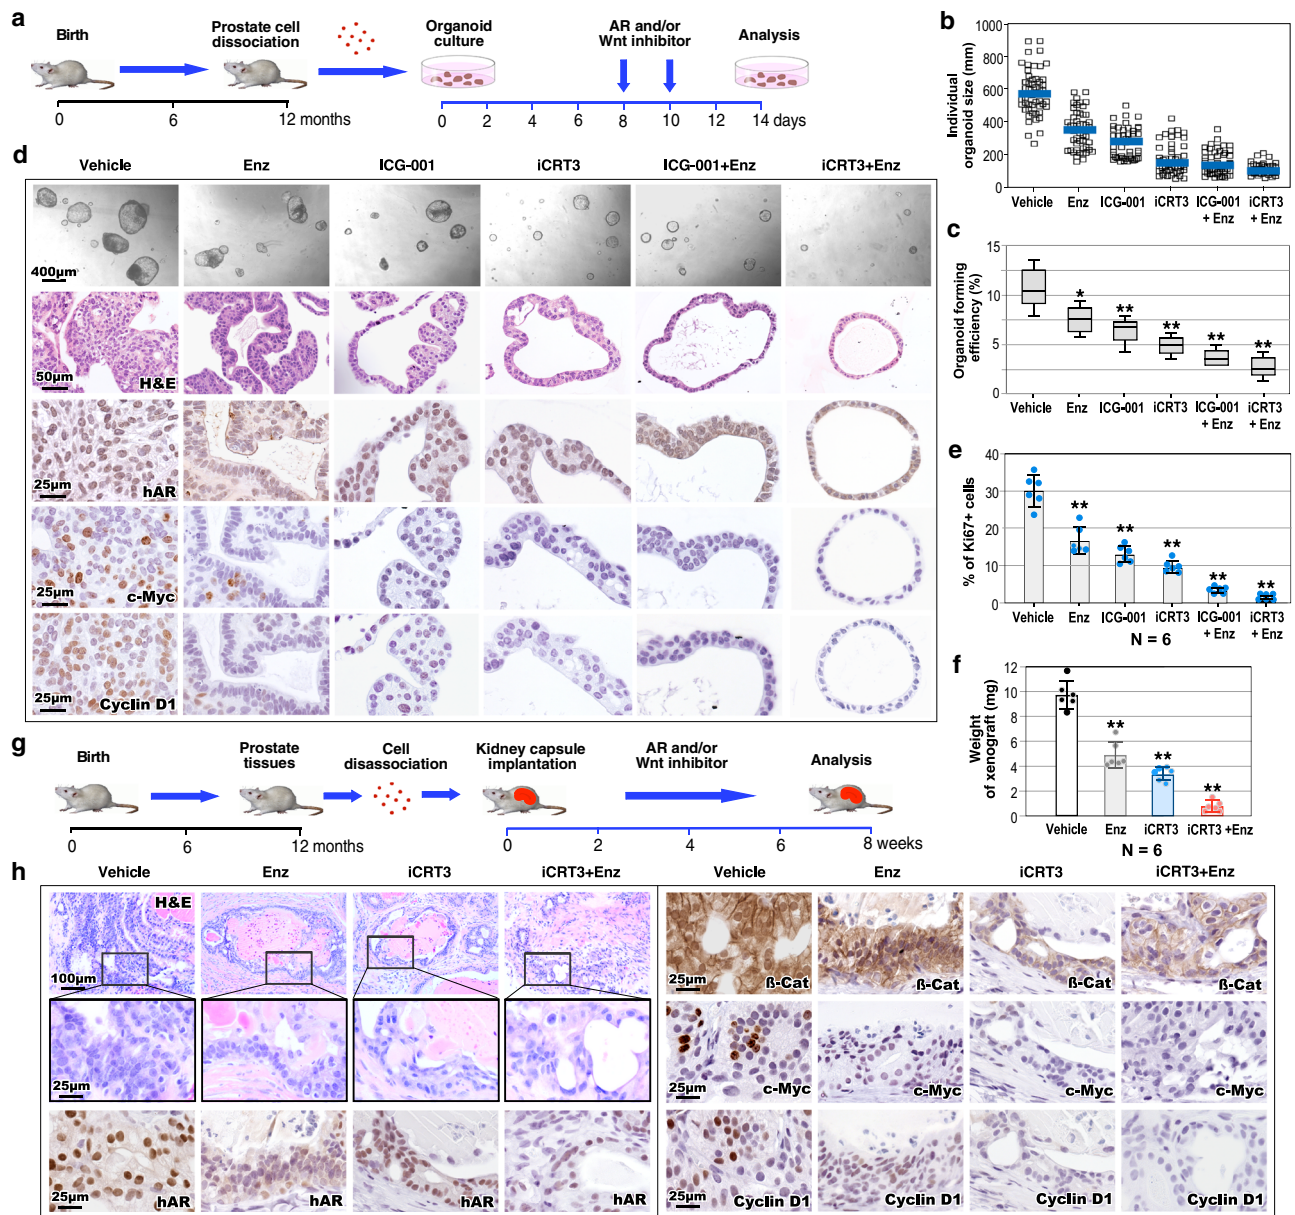 a
Birth
Prostate cell
dissociation
Organoid
culture
AR and/or
Wnt inhibitor
Analysis
0
6
12 months
0
2
4
6
8
10
12
14 days
b
Individual
organoid size (mm)
1000
800
600
400
200
0
Vehicle
Enz
ICG-001
iCRT3
ICG-001
+ Enz
iCRT3
+ Enz
c
Organoid forming
efficiency (%)
15
10
5
0
*
**
**
**
**
Vehicle
Enz
ICG-001
iCRT3
ICG-001
+ Enz
iCRT3
+ Enz
d
Vehicle
Enz
ICG-001
iCRT3
ICG-001+Enz
iCRT3+Enz
400µm
50µm
H&E
25µm
hAR
25µm
c-Myc
25µm
Cyclin D1
e
% of Ki67+ cells
40
30
20
10
0
**
**
**
**
**
Vehicle
Enz
ICG-001
iCRT3
ICG-001
+ Enz
iCRT3
+ Enz
N = 6
f
Weight
of xenograft (mg)
12
10
8
6
4
2
0
**
**
**
Vehicle
Enz
iCRT3
iCRT3 +Enz
N = 6
g
Birth
Prostate
tissues
Cell
disassociation
Kidney capsule
implantation
AR and/or
Wnt inhibitor
Analysis
0
6
12 months
0
2
4
6
8 weeks
h
Vehicle
Enz
iCRT3
iCRT3+Enz
Vehicle
Enz
iCRT3
iCRT3+Enz
H&E
100µm
25µm
25µm
hAR
hAR
hAR
hAR
25µm
ß-Cat
ß-Cat
ß-Cat
ß-Cat
25µm
c-Myc
c-Myc
c-Myc
c-Myc
25µm
Cyclin D1
Cyclin D1
Cyclin D1
Cyclin D1